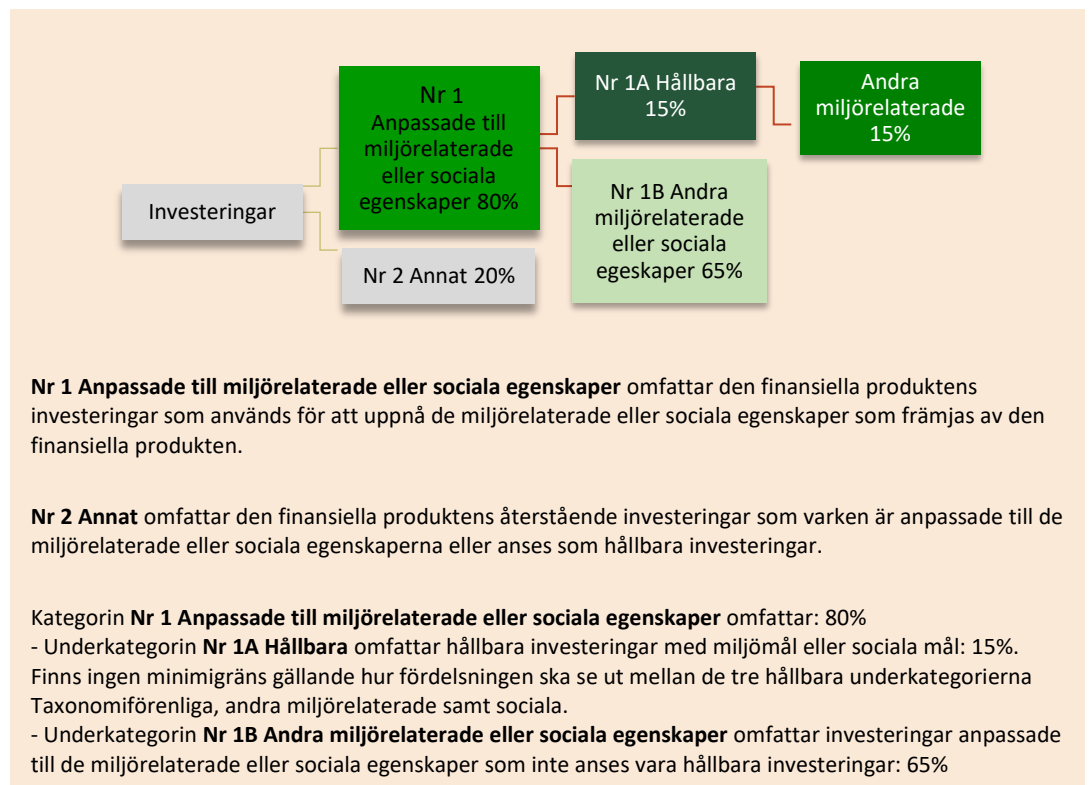 Investeringar
Nr 1
Anpassade till
miljörelaterade
eller sociala
egenskaper 80%
Nr 2 Annat 20%
Nr 1A Hållbara
15%
Nr 1B Andra
miljörelaterade
eller sociala
egeskaper 65%
Andra
miljörelaterade
15%
Nr 1 Anpassade till miljörelaterade eller sociala egenskaper omfattar den finansiella produktens
investeringar som används för att uppnå de miljörelaterade eller sociala egenskaper som främjas av den
finansiella produkten.
Nr 2 Annat omfattar den finansiella produktens återstående investeringar som varken är anpassade till de
miljörelaterade eller sociala egenskaperna eller anses som hållbara investeringar.
Kategorin Nr 1 Anpassade till miljörelaterade eller sociala egenskaper omfattar: 80%
- Underkategorin Nr 1A Hållbara omfattar hållbara investeringar med miljömål eller sociala mål: 15%.
Finns ingen minimigräns gällande hur fördelsningen ska se ut mellan de tre hållbara underkategorierna
Taxonomiförenliga, andra miljörelaterade samt sociala.
- Underkategorin Nr 1B Andra miljörelaterade eller sociala egenskaper omfattar investeringar anpassade
till de miljörelaterade eller sociala egenskaper som inte anses vara hållbara investeringar: 65%